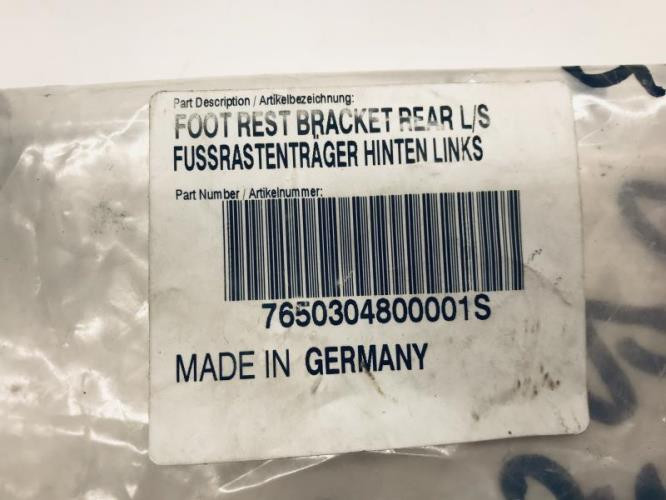 Part Description / Artikelbezeichnung:
FOOT REST BRACKET REAR L/S
FUSSRASTENTRÄGER HINTEN LINKS
Part Number / Artikelnummer:
7650304800001S
MADE IN GERMANY